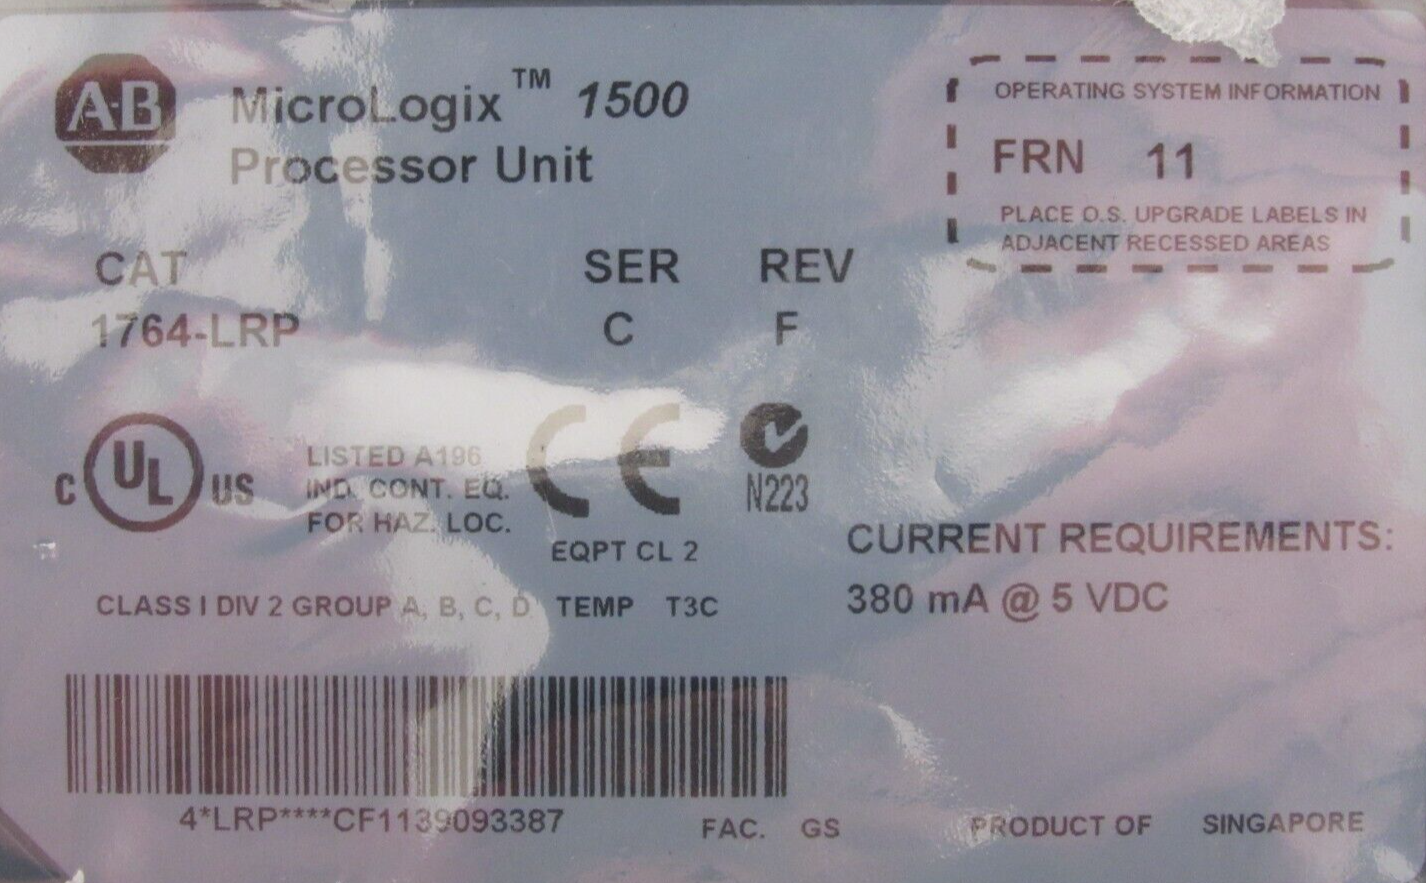 A-B
MicroLogix™ 1500
Processor Unit
OPERATING SYSTEM INFORMATION
FRN 11
PLACE O.S. UPGRADE LABELS IN
ADJACENT RECESSED AREAS
CAT SER REV
1764-LRP C F
C UL US
LISTED A196
IND. CONT. EQ.
FOR HAZ. LOC.
CE
N223
EQPT CL 2
CLASS I DIV 2 GROUP A, B, C, D TEMP T3C
CURRENT REQUIREMENTS:
380 mA @ 5 VDC
4*LRP****CF1139093387
FAC. GS
PRODUCT OF SINGAPORE